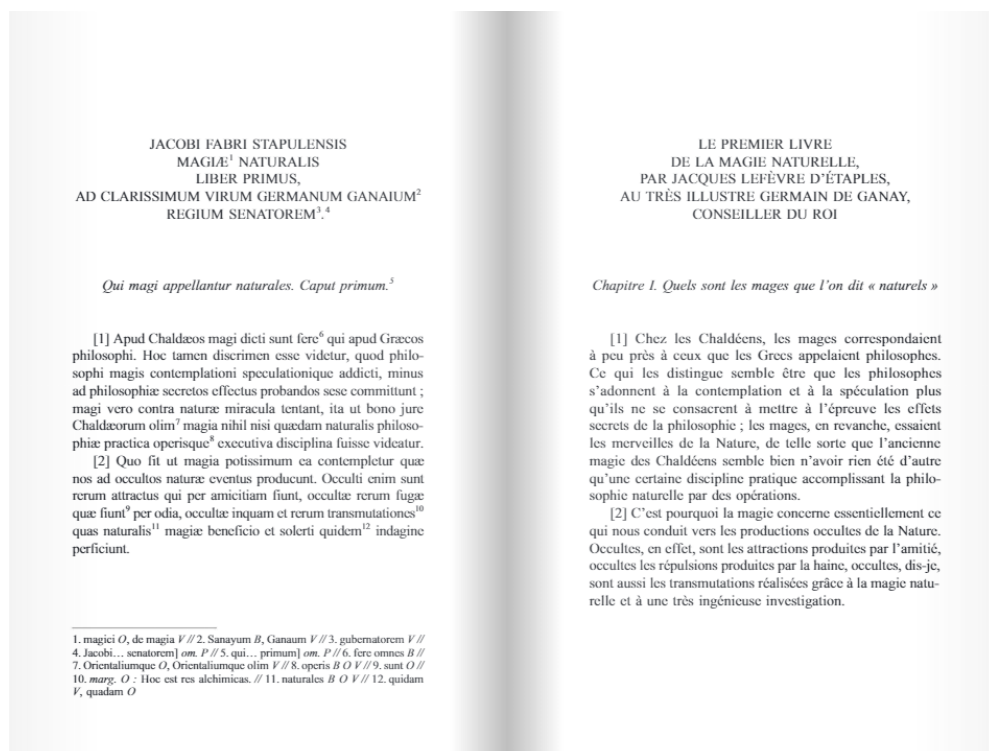 JACOBI FABRI STAPULENSIS
MAGIÆ¹ NATURALIS
LIBER PRIMUS,
AD CLARISSIMUM VIRUM GERMANUM GANAIUM²
REGIUM SENATOREM³.⁴
Qui magi appellantur naturales. Caput primum.⁵
[1] Apud Chaldæos magi dicti sunt fere⁶ qui apud Græcos
philosophi. Hoc tamen discrimen esse videtur, quod philo-
sophi magis contemplationi speculationique addicti, minus
ad philosophiæ secretos effectus probandos sese committunt ;
magi vero contra naturæ miracula tentant, ita ut bono jure
Chaldæorum olim⁷ magia nihil nisi quædam naturalis philoso-
phiæ practica operisque⁸ executiva disciplina fuisse videatur.
[2] Quo fit ut magia potissimum ea contempletur quæ
nos ad occultos naturæ eventus producunt. Occulti enim sunt
rerum attractus qui per amicitiam fiunt, occultæ rerum fugæ
quæ fiunt⁹ per odia, occultæ inquam et rerum transmutationes¹⁰
quas naturalis¹¹ magiæ beneficio et solerti quidem¹² indagine
perficiunt.
1. magici O, de magia V // 2. Sanayum B, Ganaum V // 3. gubernatorem V //
4. Jacobi... senatorem] om. P // 5. qui... primum] om. P // 6. fere omnes B //
7. Orientaliumque O, Orientaliumque olim V // 8. operis B O V // 9. sunt O //
10. marg. O : Hoc est res alchimicas. // 11. naturales B O V // 12. quidam
V, quadam O
LE PREMIER LIVRE
DE LA MAGIE NATURELLE,
PAR JACQUES LEFÈVRE D'ÉTAPLES,
AU TRÈS ILLUSTRE GERMAIN DE GANAY,
CONSEILLER DU ROI
Chapitre I. Quels sont les mages que l'on dit « naturels »
[1] Chez les Chaldéens, les mages correspondaient
à peu près à ceux que les Grecs appelaient philosophes.
Ce qui les distingue semble être que les philosophes
s'adonnent à la contemplation et à la spéculation plus
qu'ils ne se consacrent à mettre à l'épreuve les effets
secrets de la philosophie ; les mages, en revanche, essaient
les merveilles de la Nature, de telle sorte que l'ancienne
magie des Chaldéens semble bien n'avoir rien été d'autre
qu'une certaine discipline pratique accomplissant la philo-
sophie naturelle par des opérations.
[2] C'est pourquoi la magie concerne essentiellement ce
qui nous conduit vers les productions occultes de la Nature.
Occultes, en effet, sont les attractions produites par l'amitié,
occultes les répulsions produites par la haine, occultes, dis-je,
sont aussi les transmutations réalisées grâce à la magie natu-
relle et à une très ingénieuse investigation.